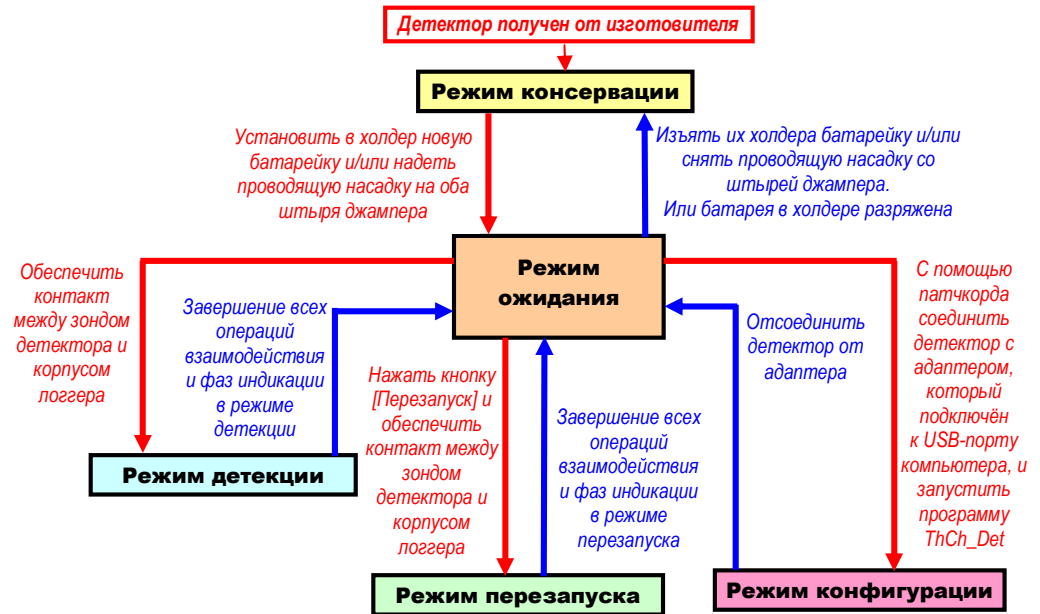 Детектор получен от изготовителя
Режим консервации
Установить в холдер новую
батарейку и/или надеть
проводящую насадку на оба
штыря джампера
Изъять их холдера батарейку и/или
снять проводящую насадку со
штырей джампера.
Или батарея в холдере разряжена
Режим
ожидания
Обеспечить
контакт
между зондом
детектора и
корпусом
логгера
Завершение всех
операций
взаимодействия
и фаз индикации
в режиме
детекции
Нажать кнопку
[Перезапуск] и
обеспечить
контакт между
зондом
детектора и
корпусом
логгера
Завершение всех
операций
взаимодействия
и фаз индикации
в режиме
перезапуска
Отсоединить
детектор от
адаптера
С помощью
патчкорда
соединить
детектор с
адаптером,
который
подключён
к USB-порту
компьютера, и
запустить
программу
ThCh_Det
Режим детекции
Режим перезапуска
Режим конфигурации